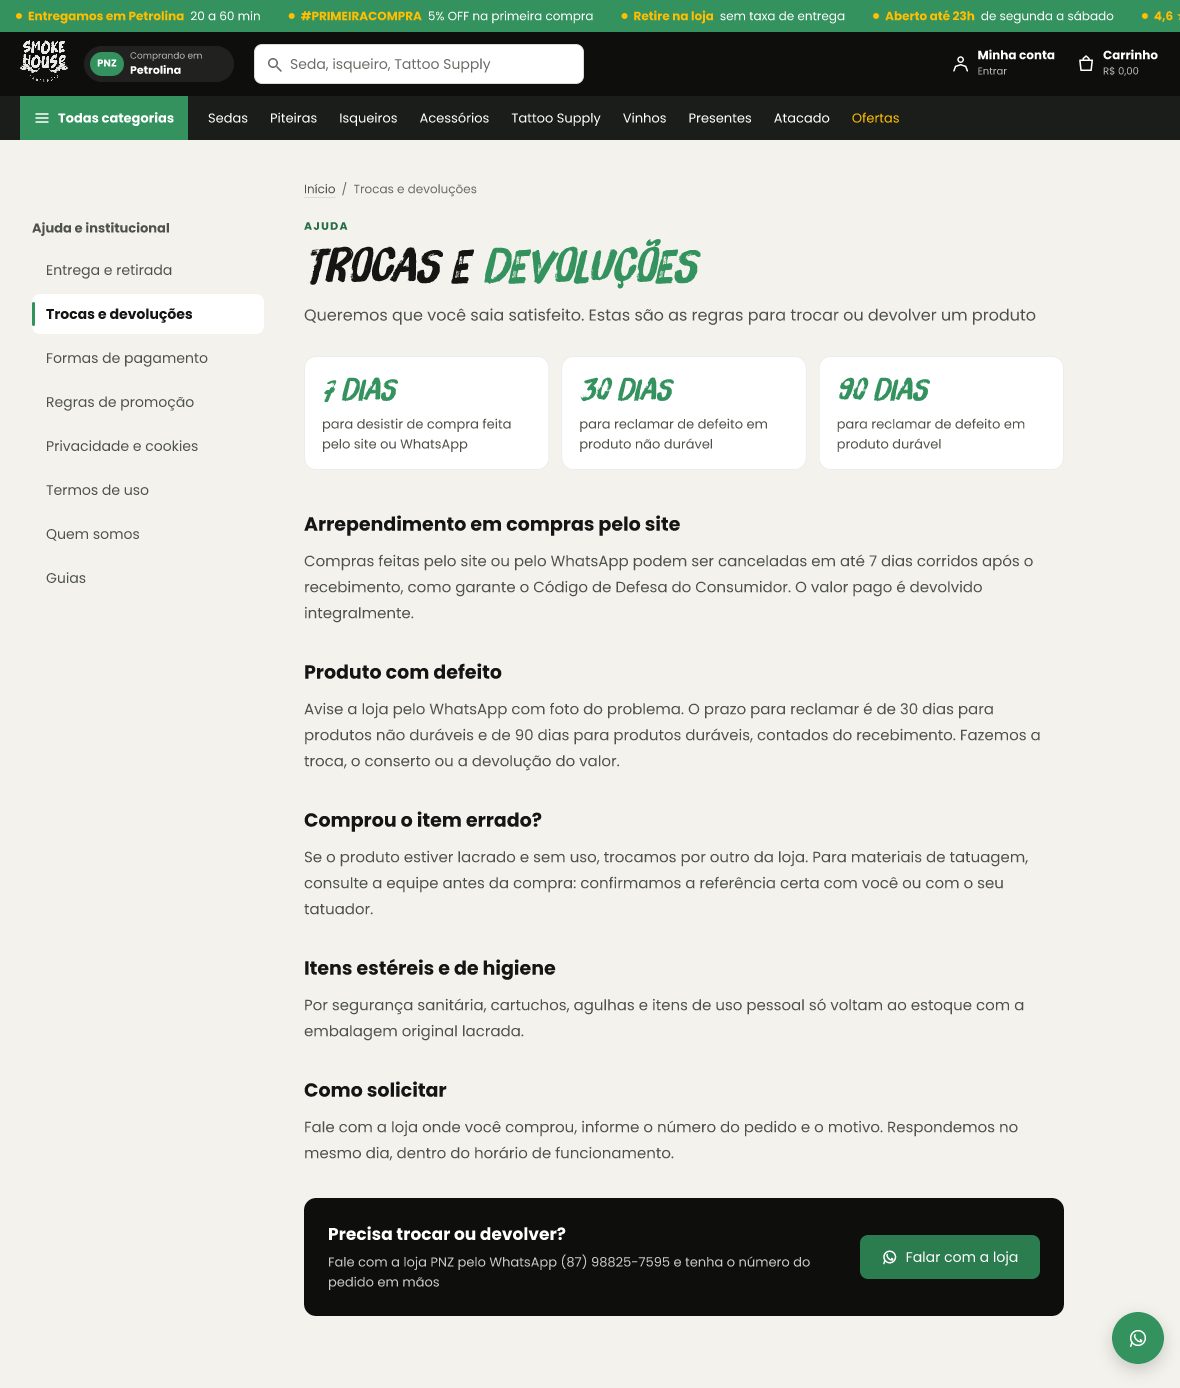 Entregamos em Petrolina 20 a 60 min
#PRIMEIRACOMPRA 5% OFF na primeira compra
Retire na loja sem taxa de entrega
Aberto até 23h de segunda a sábado
4,6
SMOKE HOUSE
PNZ
Comprando em
Petrolina
Seda, isqueiro, Tattoo Supply
Minha conta
Entrar
Carrinho
R$ 0,00
Todas categorias
Sedas
Piteiras
Isqueiros
Acessórios
Tattoo Supply
Vinhos
Presentes
Atacado
Ofertas
Ajuda e institucional
Entrega e retirada
Trocas e devoluções
Formas de pagamento
Regras de promoção
Privacidade e cookies
Termos de uso
Quem somos
Guias
Início / Trocas e devoluções
AJUDA
TROCAS E DEVOLUÇÕES
Queremos que você saia satisfeito. Estas são as regras para trocar ou devolver um produto
7 DIAS
para desistir de compra feita
pelo site ou WhatsApp
30 DIAS
para reclamar de defeito em
produto não durável
90 DIAS
para reclamar de defeito em
produto durável
Arrependimento em compras pelo site
Compras feitas pelo site ou pelo WhatsApp podem ser canceladas em até 7 dias corridos após o
recebimento, como garante o Código de Defesa do Consumidor. O valor pago é devolvido
integralmente.
Produto com defeito
Avise a loja pelo WhatsApp com foto do problema. O prazo para reclamar é de 30 dias para
produtos não duráveis e de 90 dias para produtos duráveis, contados do recebimento. Fazemos a
troca, o conserto ou a devolução do valor.
Comprou o item errado?
Se o produto estiver lacrado e sem uso, trocamos por outro da loja. Para materiais de tatuagem,
consulte a equipe antes da compra: confirmamos a referência certa com você ou com o seu
tatuador.
Itens estéreis e de higiene
Por segurança sanitária, cartuchos, agulhas e itens de uso pessoal só voltam ao estoque com a
embalagem original lacrada.
Como solicitar
Fale com a loja onde você comprou, informe o número do pedido e o motivo. Respondemos no
mesmo dia, dentro do horário de funcionamento.
Precisa trocar ou devolver?
Fale com a loja PNZ pelo WhatsApp (87) 98825-7595 e tenha o número do
pedido em mãos
Falar com a loja